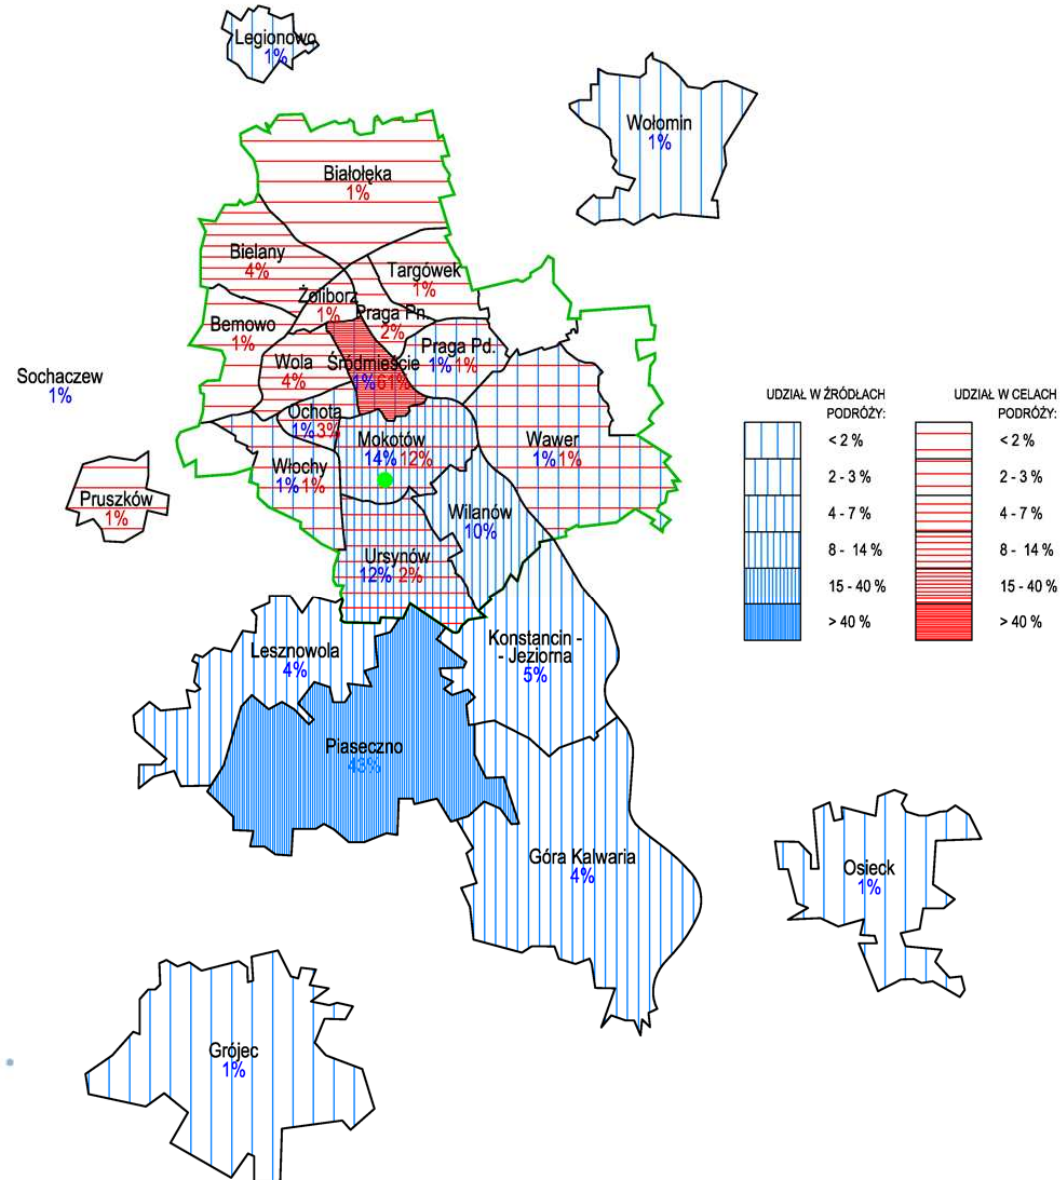 Legionowo
1%
Wołomin
1%
Białołęka
1%
Bielany
4%
Targówek
1%
Żoliborz
1%
Praga Pn.
2%
Bemowo
1%
Praga Pd.
1% 1%
Wola
4%
Śródmieście
1% 61%
Sochaczew
1%
Ochota
1% 3%
Mokotów
14% 12%
Wawer
1% 1%
Włochy
1% 1%
Pruszków
1%
Wilanów
10%
Ursynów
12% 2%
Lesznowola
4%
Konstancin -
- Jeziorna
5%
Piaseczno
43%
Góra Kalwaria
4%
Osieck
1%
Grójec
1%
UDZIAŁ W ŹRÓDŁACH
PODRÓŻY:
< 2 %
2 - 3 %
4 - 7 %
8 - 14 %
15 - 40 %
> 40 %
UDZIAŁ W CELACH
PODRÓŻY:
< 2 %
2 - 3 %
4 - 7 %
8 - 14 %
15 - 40 %
> 40 %